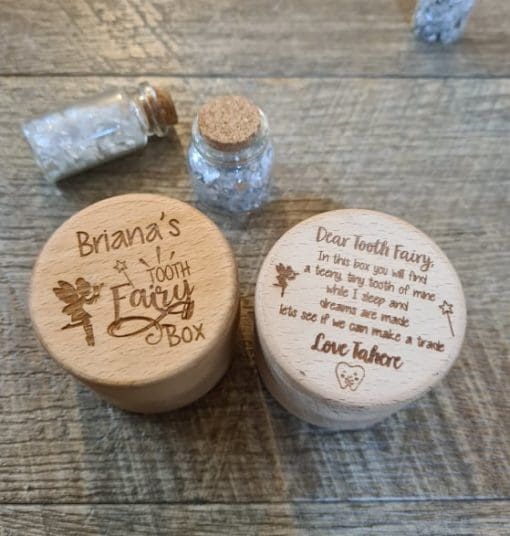 Briana's
TOOTH
Fairy
BOX
Dear Tooth Fairy,
In this box you will find
a teeny, tiny tooth of mine
while I sleep and
dreams are made
lets see if we can make a trade
Love Takere